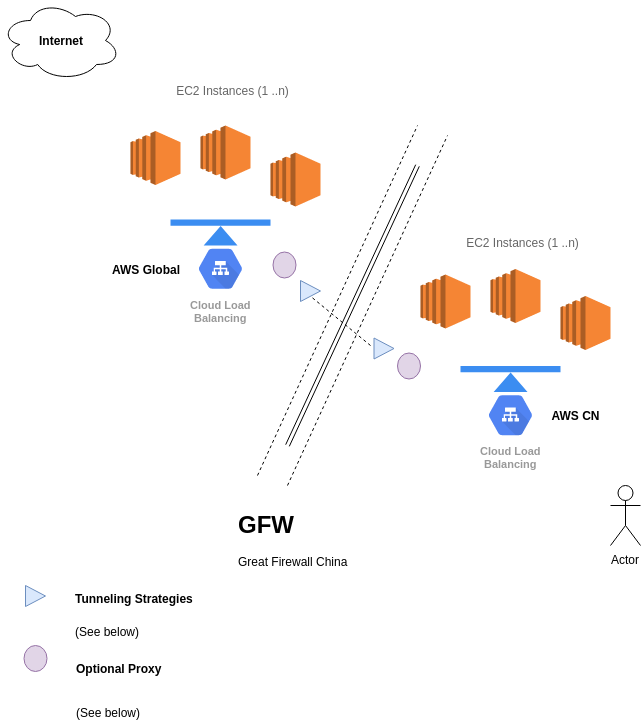 Internet
EC2 Instances (1 ..n)
AWS Global
Cloud Load
Balancing
EC2 Instances (1 ..n)
AWS CN
Cloud Load
Balancing
GFW
Great Firewall China
Actor
Tunneling Strategies
(See below)
Optional Proxy
(See below)